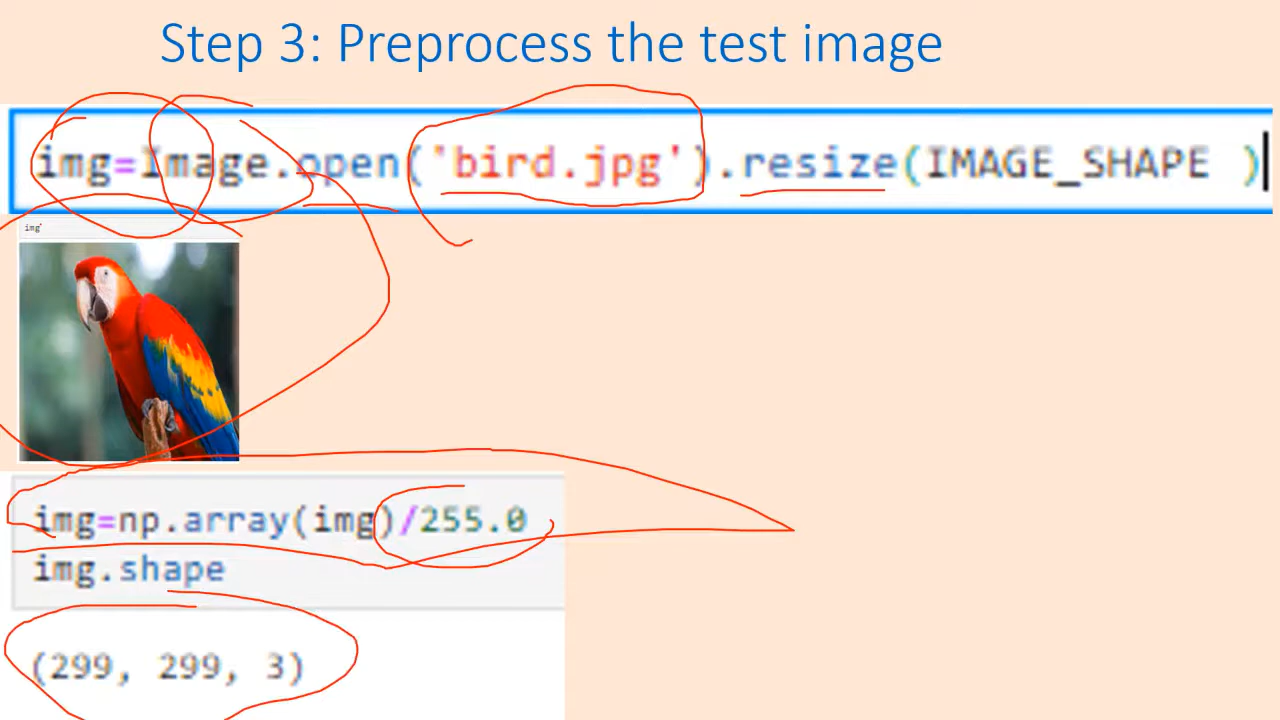 Step 3: Preprocess the test image
img=Image.open('bird.jpg').resize(IMAGE_SHAPE )
img
img=np.array(img)/255.0
img.shape
(299, 299, 3)